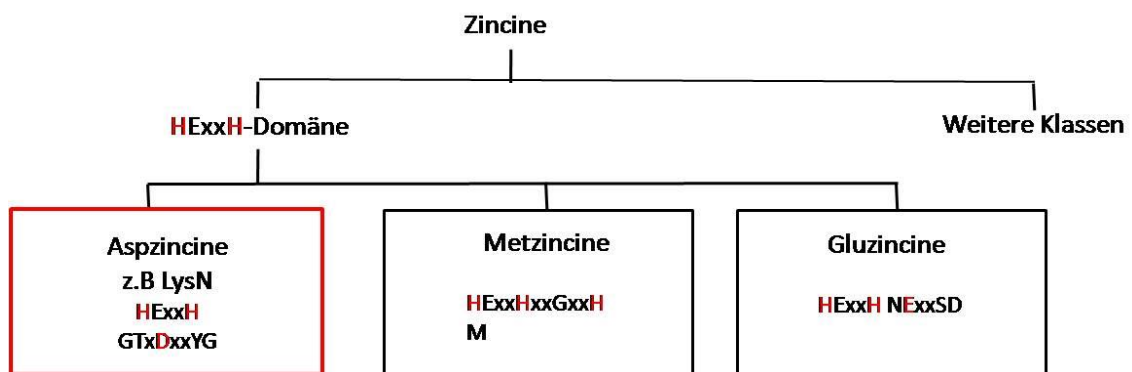 Zincine
HExxH-Domäne
Weitere Klassen
Aspzincine
z.B LysN
HExxH
GTxDxxYG
Metzincine
HExxHxxGxxH
M
Gluzincine
HExxH NExxSD